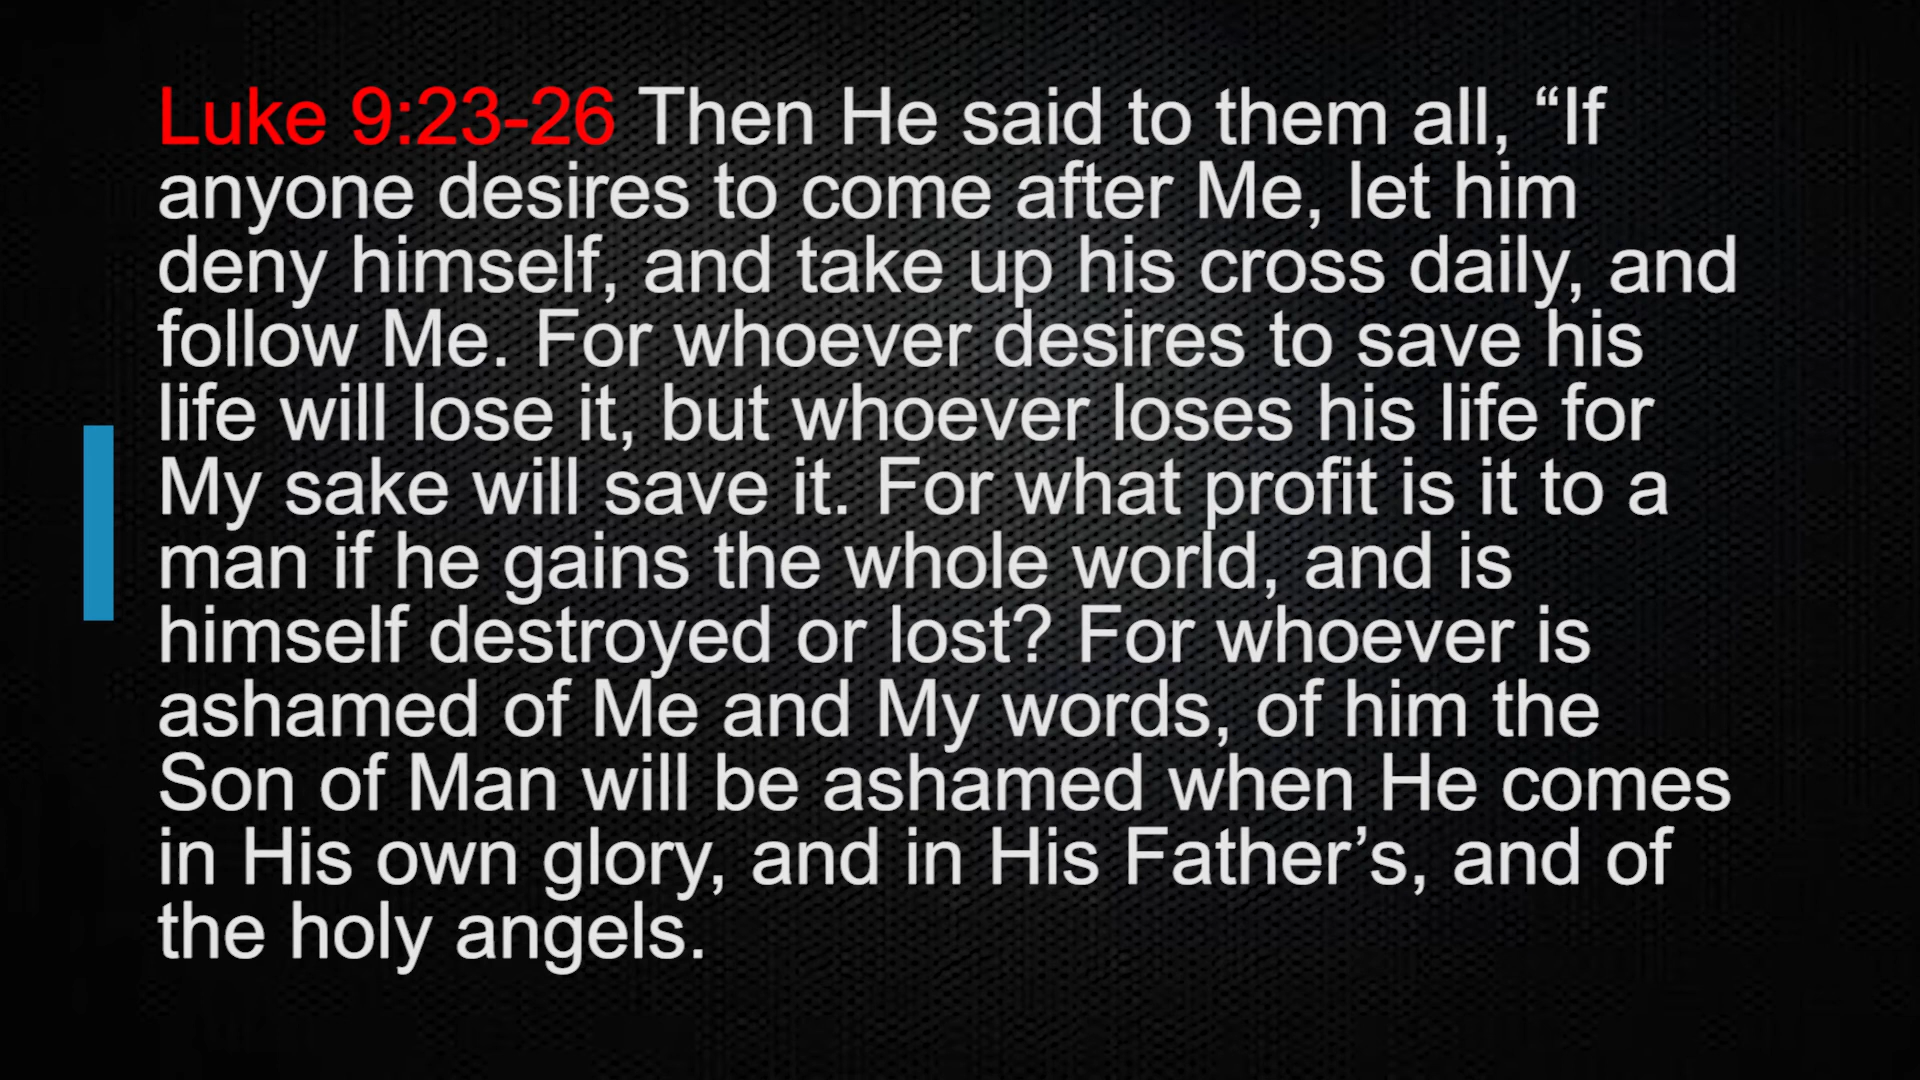 Luke 9:23-26 Then He said to them all, “If
anyone desires to come after Me, let him
deny himself, and take up his cross daily, and
follow Me. For whoever desires to save his
life will lose it, but whoever loses his life for
My sake will save it. For what profit is it to a
man if he gains the whole world, and is
himself destroyed or lost? For whoever is
ashamed of Me and My words, of him the
Son of Man will be ashamed when He comes
in His own glory, and in His Father’s, and of
the holy angels.